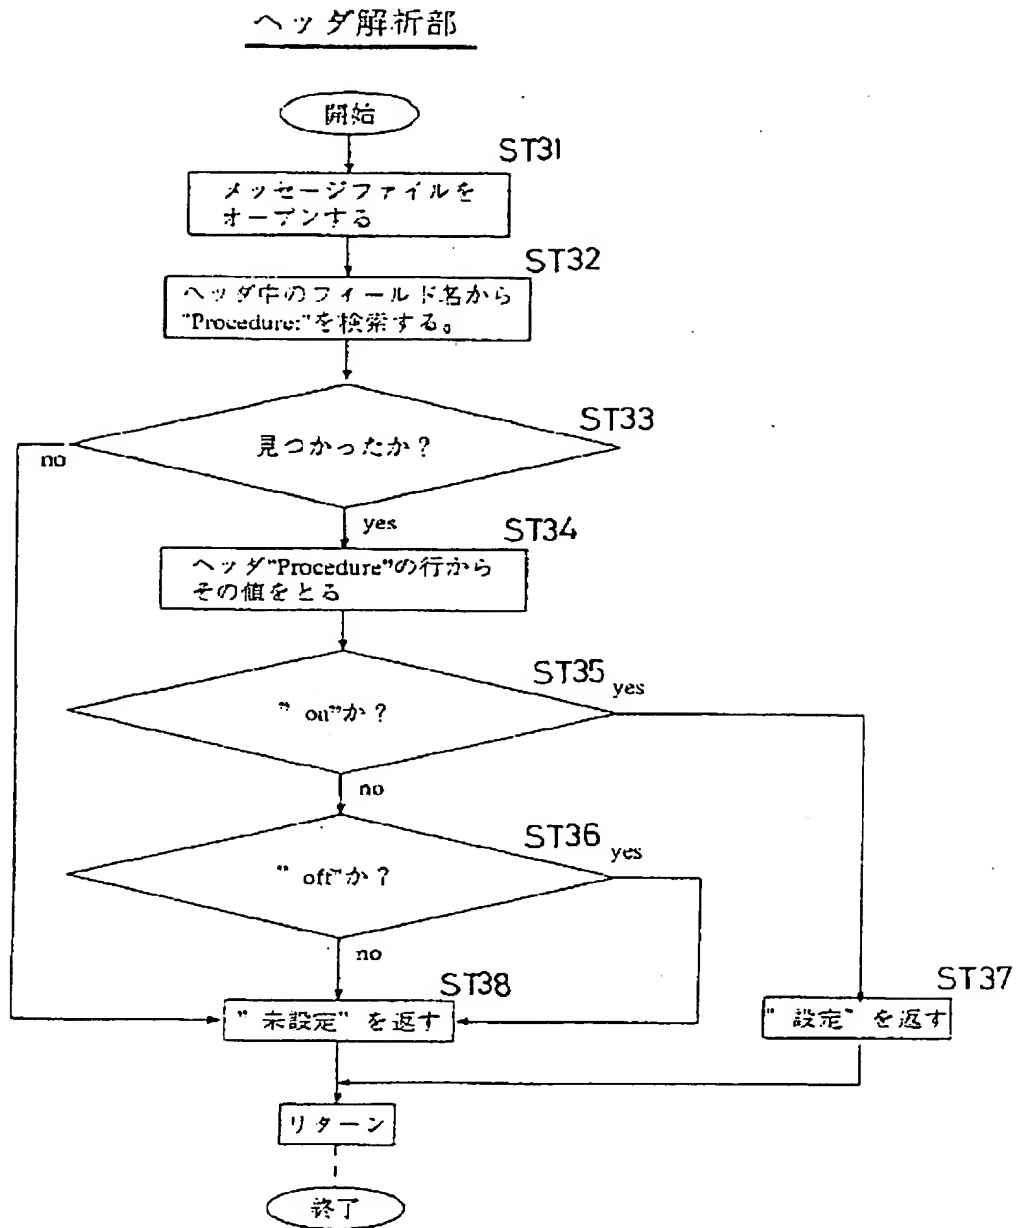 ヘッダ解析部
開始
ST31
メッセージファイルを
オープンする
ST32
ヘッダ中のフィールド名から
"Procedure:"を検索する。
ST33
見つかったか？
no
yes
ST34
ヘッダ"Procedure"の行から
その値をとる
ST35
yes
" on"か？
no
ST36
yes
" off"か？
no
ST38
" 未設定" を返す
ST37
" 設定" を返す
リターン
終了